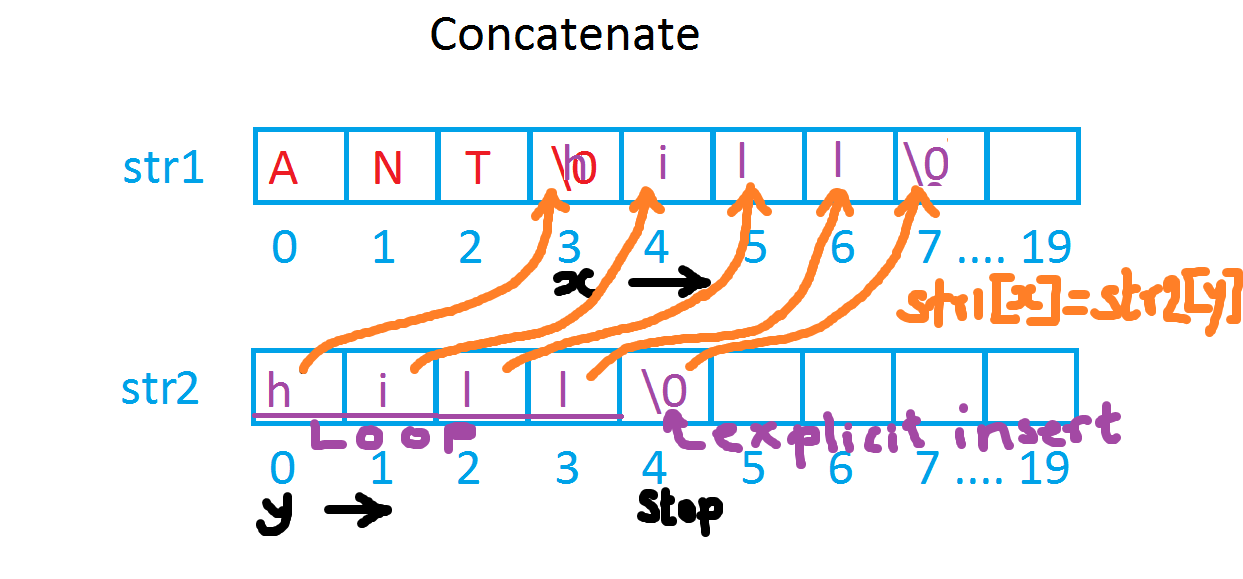 Concatenate
str1 A N T \0 h i l l \0
0 1 2 3 4 5 6 7 .... 19
x
str1[x]=str2[y]
str2 h i l l \0
Loop explicit insert
0 1 2 3 4 5 6 7 .... 19
y stop